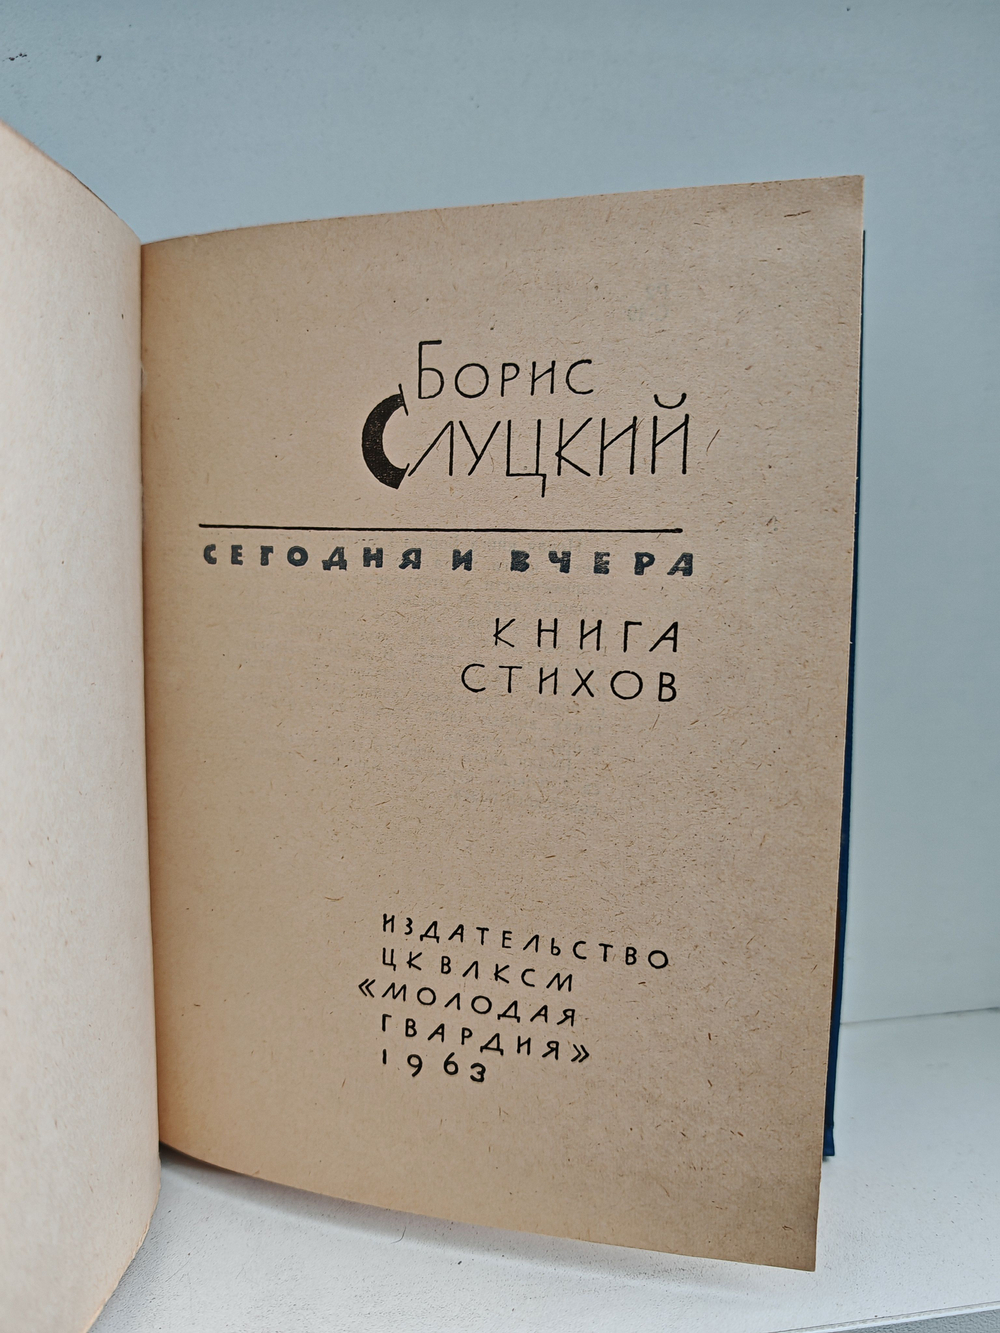 Борис
Слуцкий
СЕГОДНЯ И ВЧЕРА
КНИГА
СТИХОВ
ИЗДАТЕЛЬСТВО
ЦК ВЛКСМ
«МОЛОДАЯ
ГВАРДИЯ»
1963